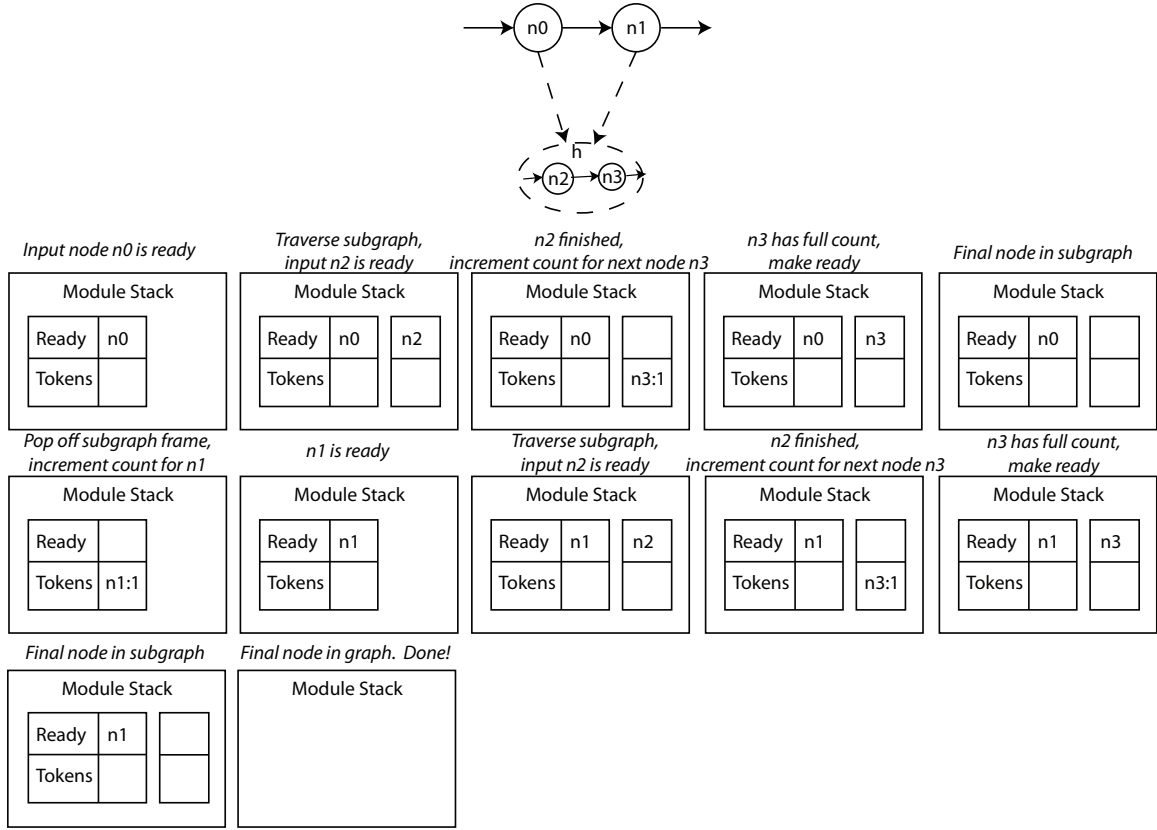 n0
n1
h
n2
n3
Input node n0 is ready
Module Stack
Ready n0
Tokens
Traverse subgraph,
input n2 is ready
Module Stack
Ready n0 n2
Tokens
n2 finished,
increment count for next node n3
Module Stack
Ready n0
Tokens n3:1
n3 has full count,
make ready
Module Stack
Ready n0 n3
Tokens
Final node in subgraph
Module Stack
Ready n0
Tokens
Pop off subgraph frame,
increment count for n1
Module Stack
Ready
Tokens n1:1
n1 is ready
Module Stack
Ready n1
Tokens
Traverse subgraph,
input n2 is ready
Module Stack
Ready n1 n2
Tokens
n2 finished,
increment count for next node n3
Module Stack
Ready n1
Tokens n3:1
n3 has full count,
make ready
Module Stack
Ready n1 n3
Tokens
Final node in subgraph
Module Stack
Ready n1
Tokens
Final node in graph. Done!
Module Stack